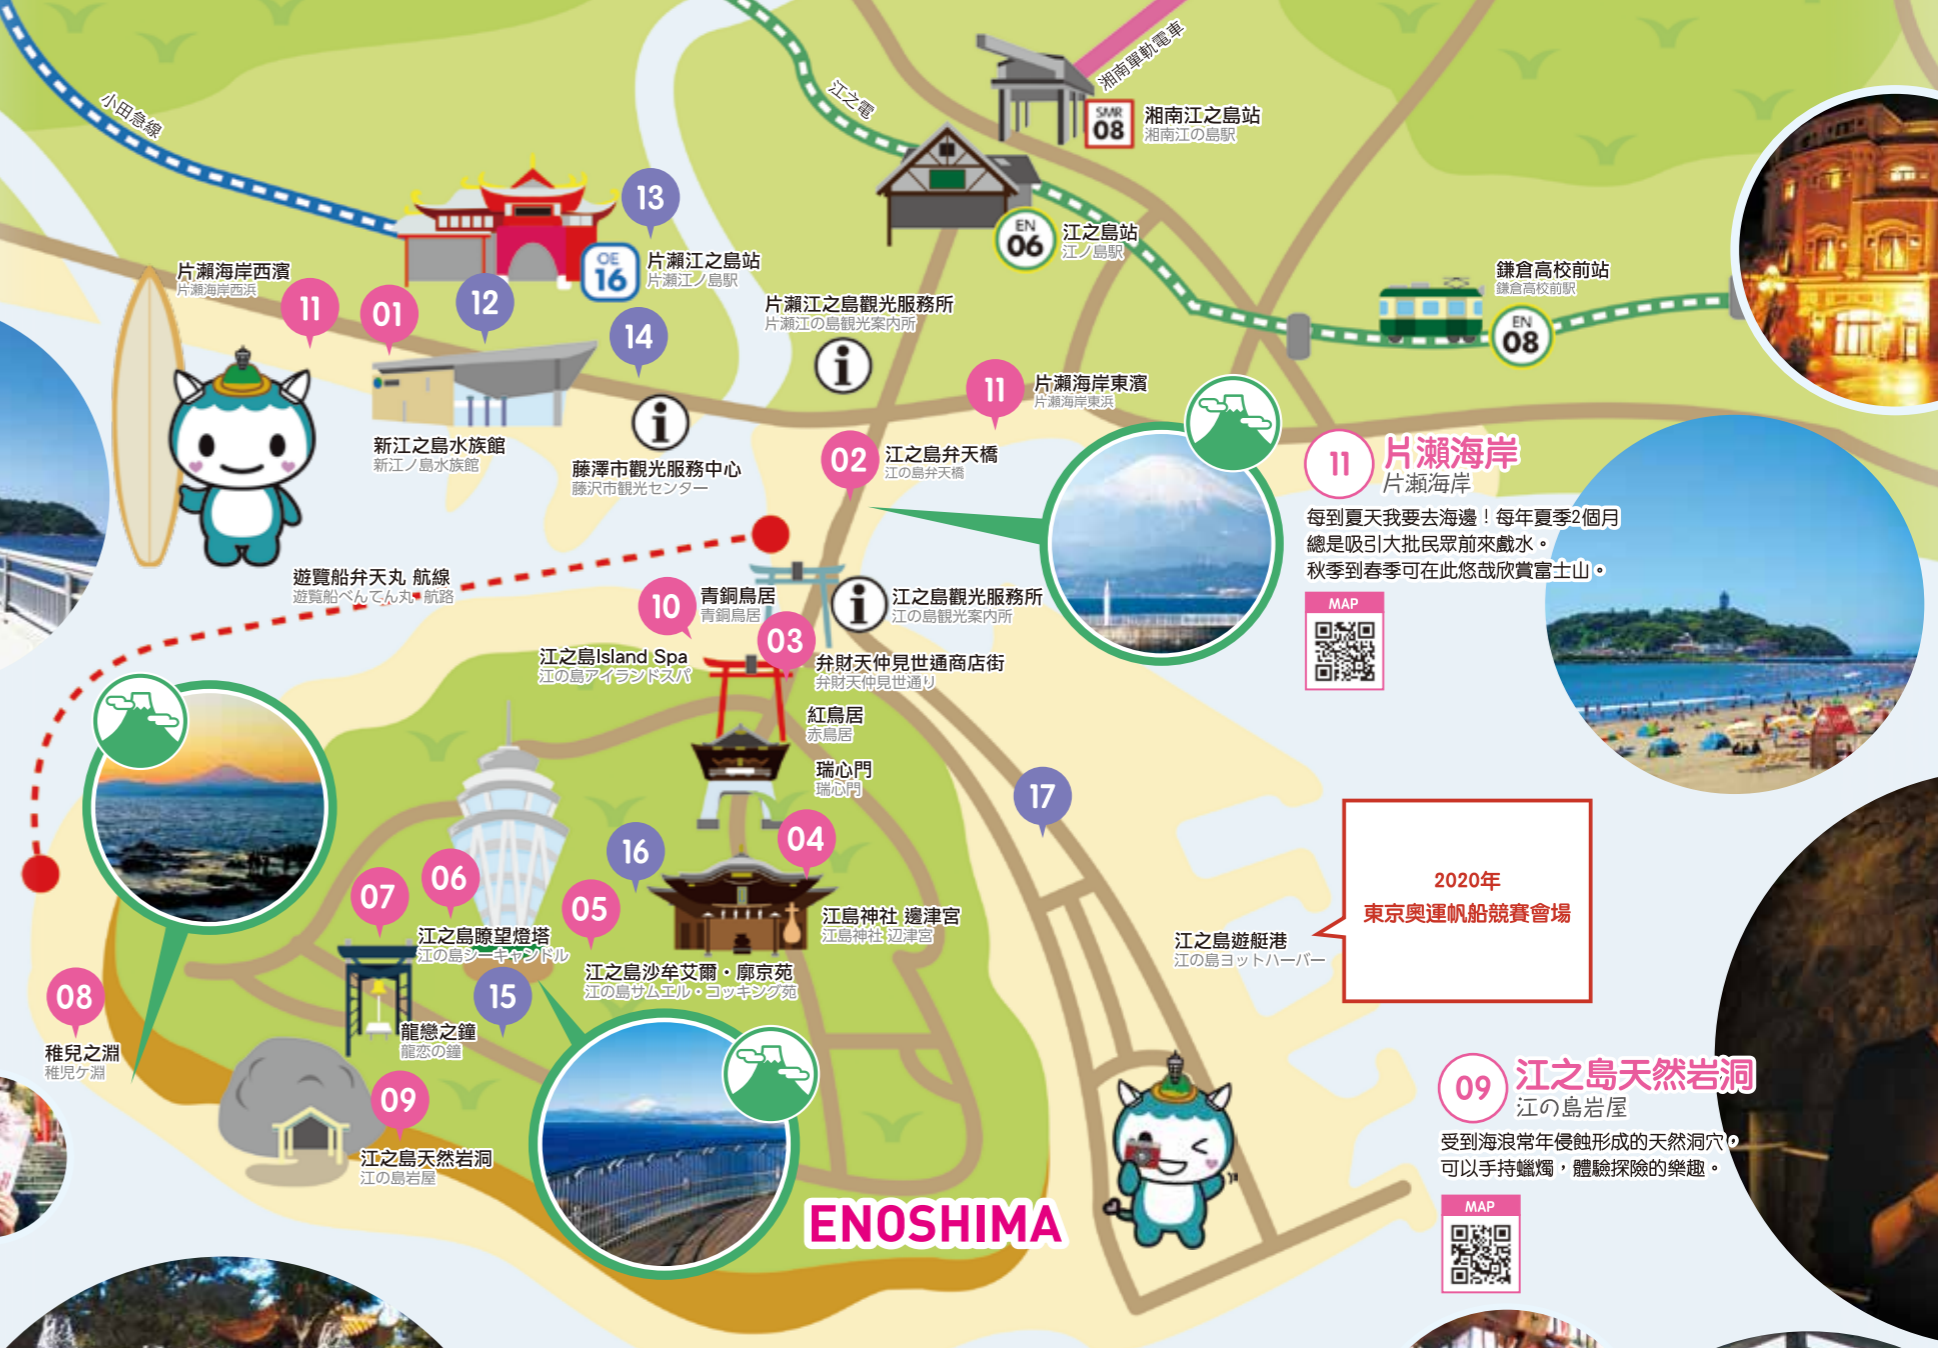 小田急線
江之電
湘南單軌電車
SMR
08
湘南江之島站
湘南江の島駅
13
OE
16
片瀨江之島站
片瀬江ノ島駅
EN
06
江之島站
江ノ島駅
鎌倉高校前站
鎌倉高校前駅
EN
08
片瀨海岸西濱
片瀬海岸西浜
11
01
12
14
片瀨江之島觀光服務所
片瀬江の島観光案内所
i
11
片瀨海岸東濱
片瀬海岸東浜
新江之島水族館
新江ノ島水族館
i
藤澤市觀光服務中心
藤沢市観光センター
02
江之島弁天橋
江の島弁天橋
11
片瀨海岸
片瀬海岸
每到夏天我要去海邊！每年夏季2個月
總是吸引大批民眾前來戲水。
秋季到春季可在此悠哉欣賞富士山。
MAP
遊覽船弁天丸 航線
遊覧船べんてん丸 航路
10
青銅鳥居
青銅鳥居
i
江之島觀光服務所
江の島観光案内所
03
弁財天仲見世通商店街
弁財天仲見世通り
江之島Island Spa
江の島アイランドスパ
紅鳥居
赤鳥居
瑞心門
瑞心門
17
16
04
江島神社 邊津宮
江島神社 辺津宮
07
06
05
江之島瞭望燈塔
江の島シーキャンドル
江之島沙牟艾爾・廓京苑
江の島サムエル・コッキング苑
15
08
稚兒之淵
稚児ケ淵
龍戀之鐘
龍恋の鐘
09
江之島天然岩洞
江の島岩屋
江之島遊艇港
江の島ヨットハーバー
2020年
東京奧運帆船競賽會場
09
江之島天然岩洞
江の島岩屋
受到海浪常年侵蝕形成的天然洞穴，
可以手持蠟燭，體驗探險的樂趣。
MAP
ENOSHIMA